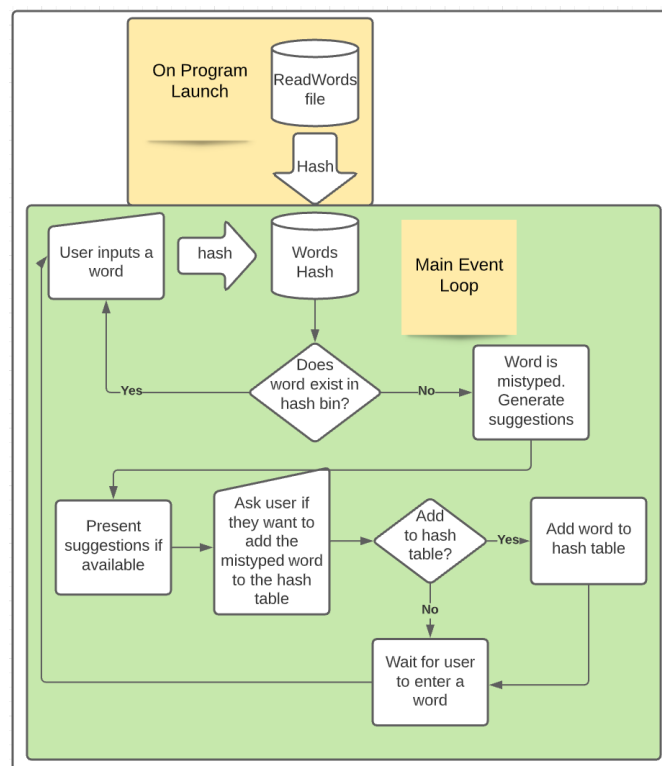 On Program
Launch
ReadWords
file
Hash
User inputs a
word
hash
Words
Hash
Main Event
Loop
Does
word exist in
hash bin?
Yes
No
Word is
mistyped.
Generate
suggestions
Present
suggestions if
available
Ask user if
they want to
add the
mistyped word
to the hash
table
Add
to hash
table?
Yes
Add word to
hash table
No
Wait for user
to enter a
word